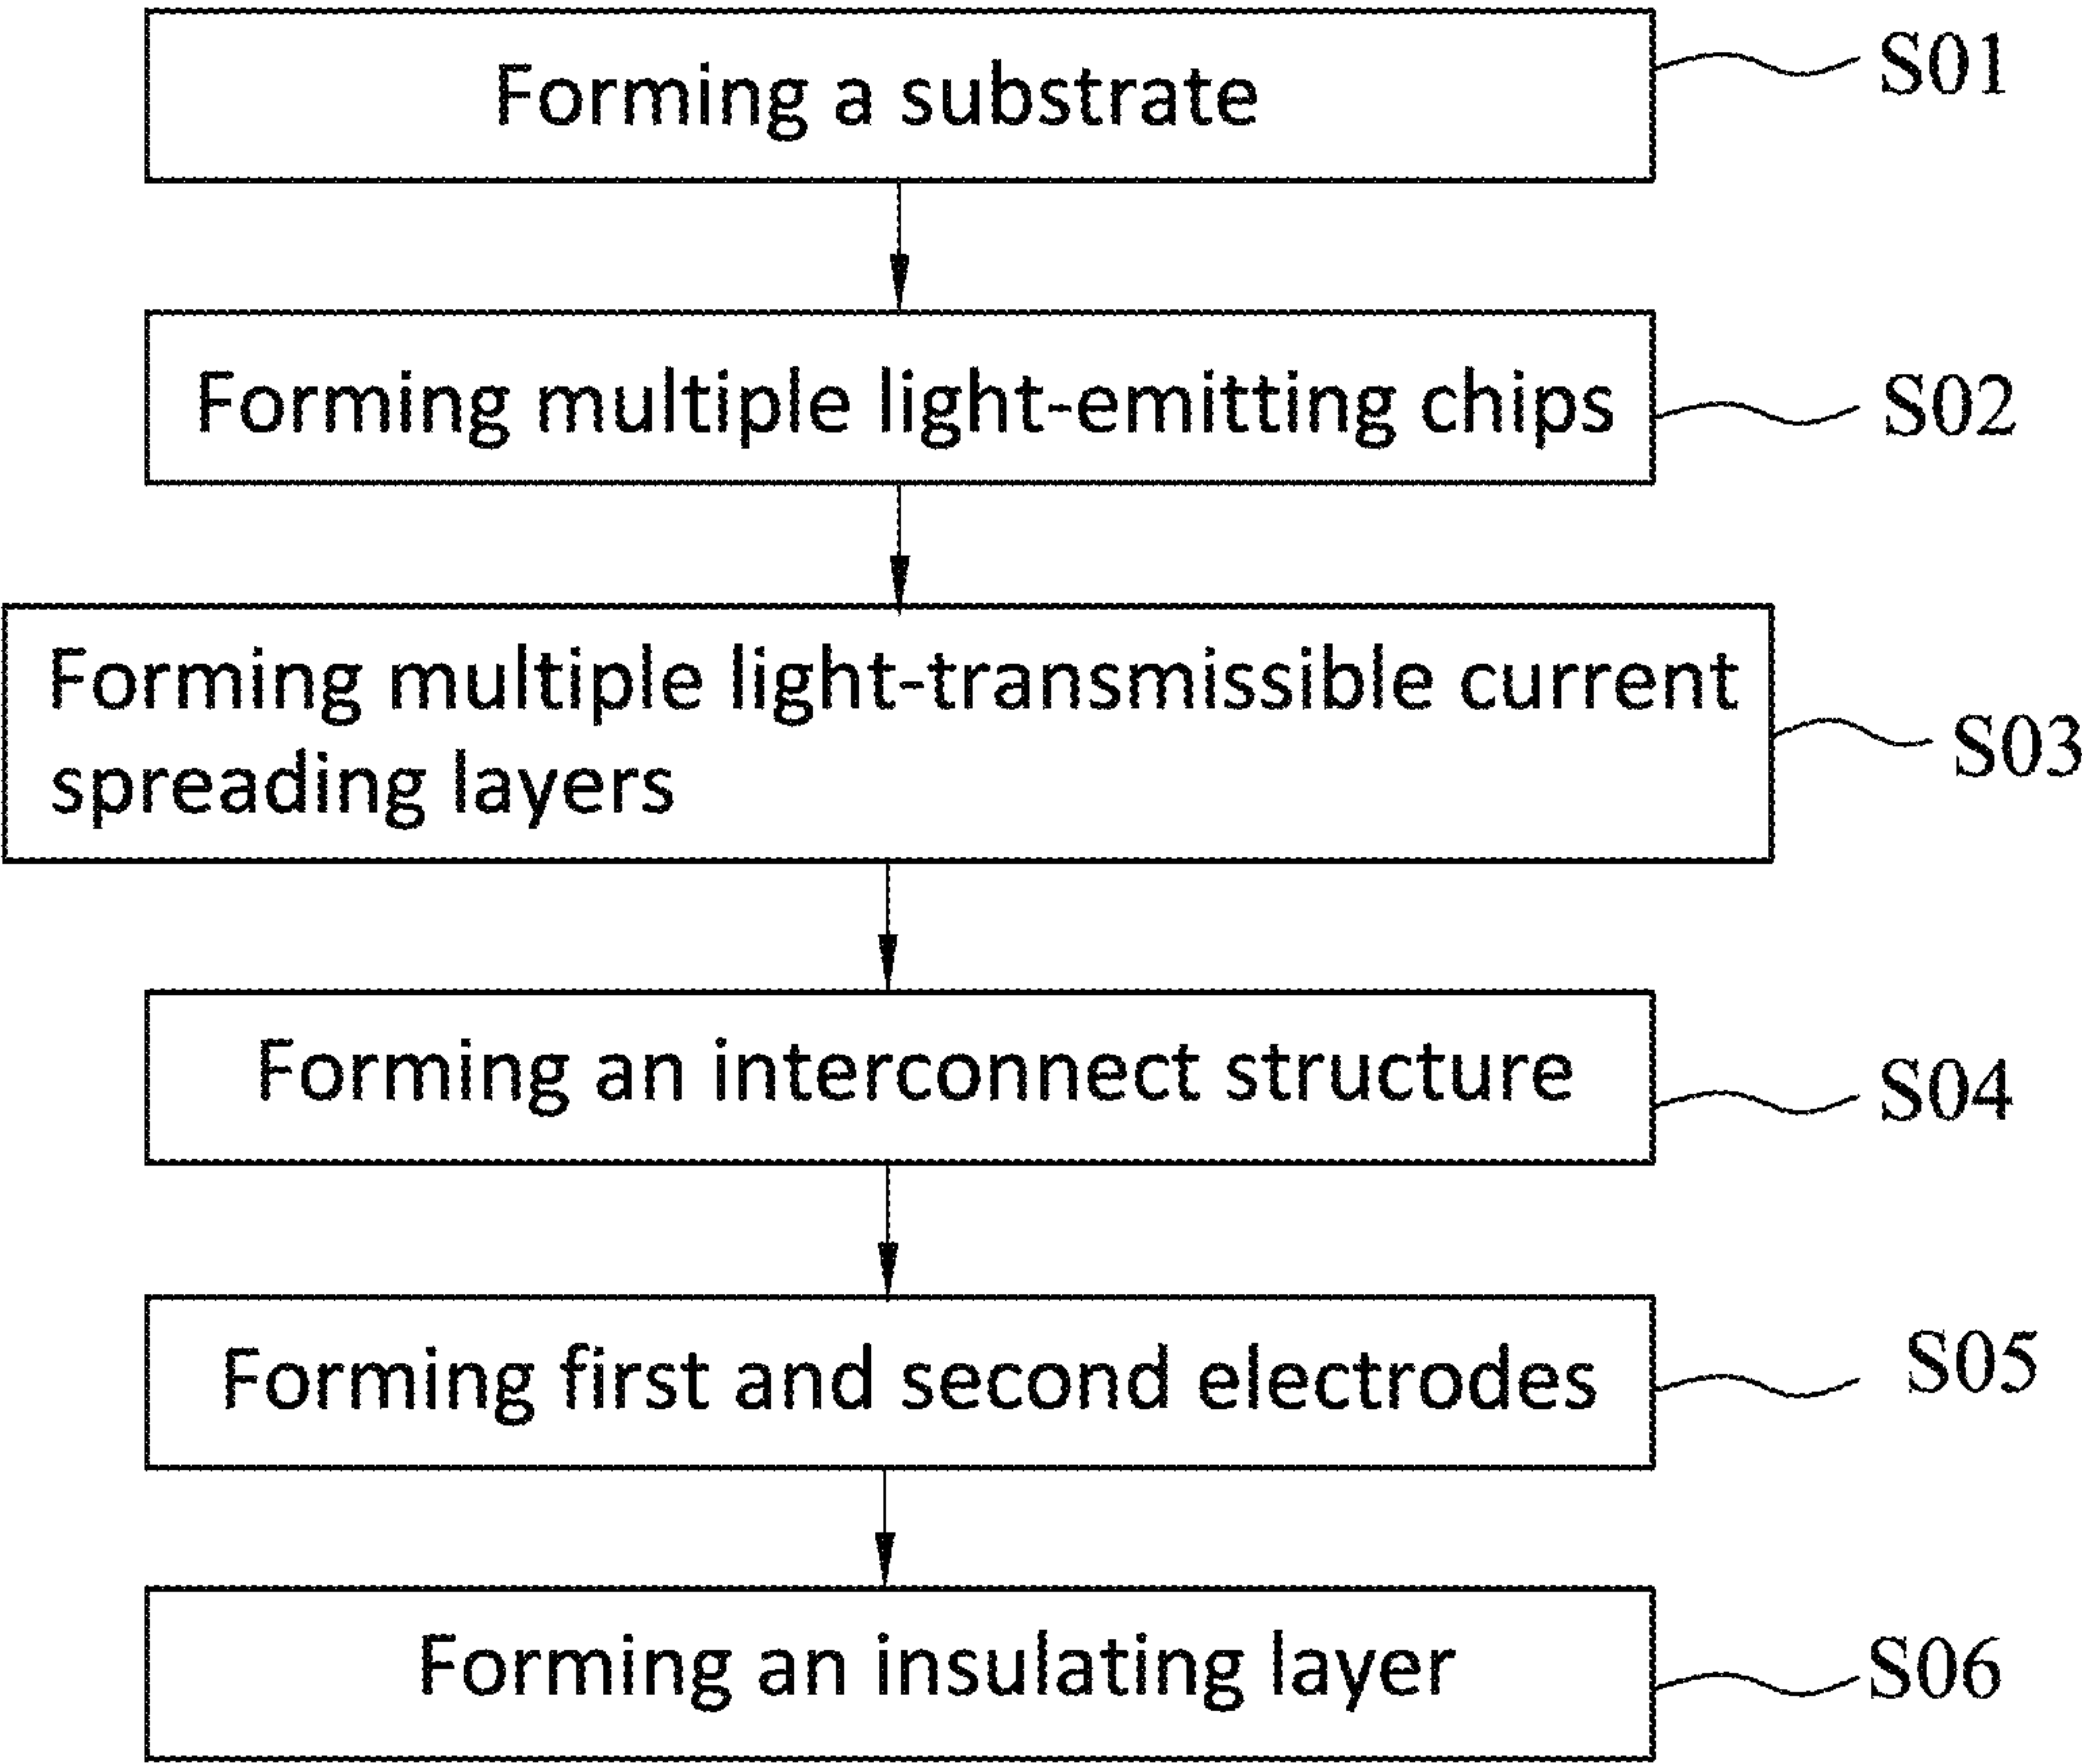 Forming a substrate
S01
Forming multiple light-emitting chips
S02
Forming multiple light-transmissible current
spreading layers
S03
Forming an interconnect structure
S04
Forming first and second electrodes
S05
Forming an insulating layer
S06